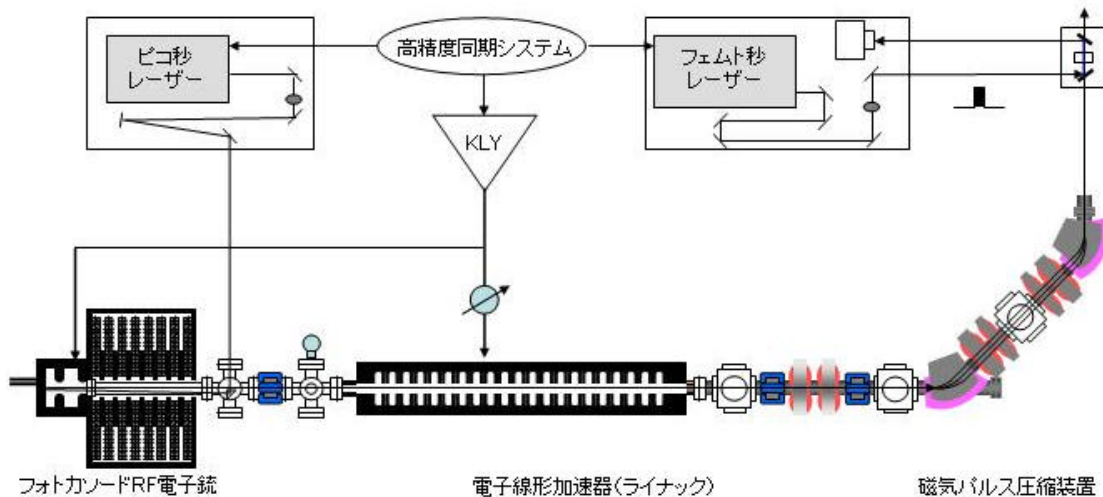 ピコ秒
レーザー
高精度同期システム
フェムト秒
レーザー
KLY
フォトカソードRF電子銃
電子線形加速器(ライナック)
磁気パルス圧縮装置